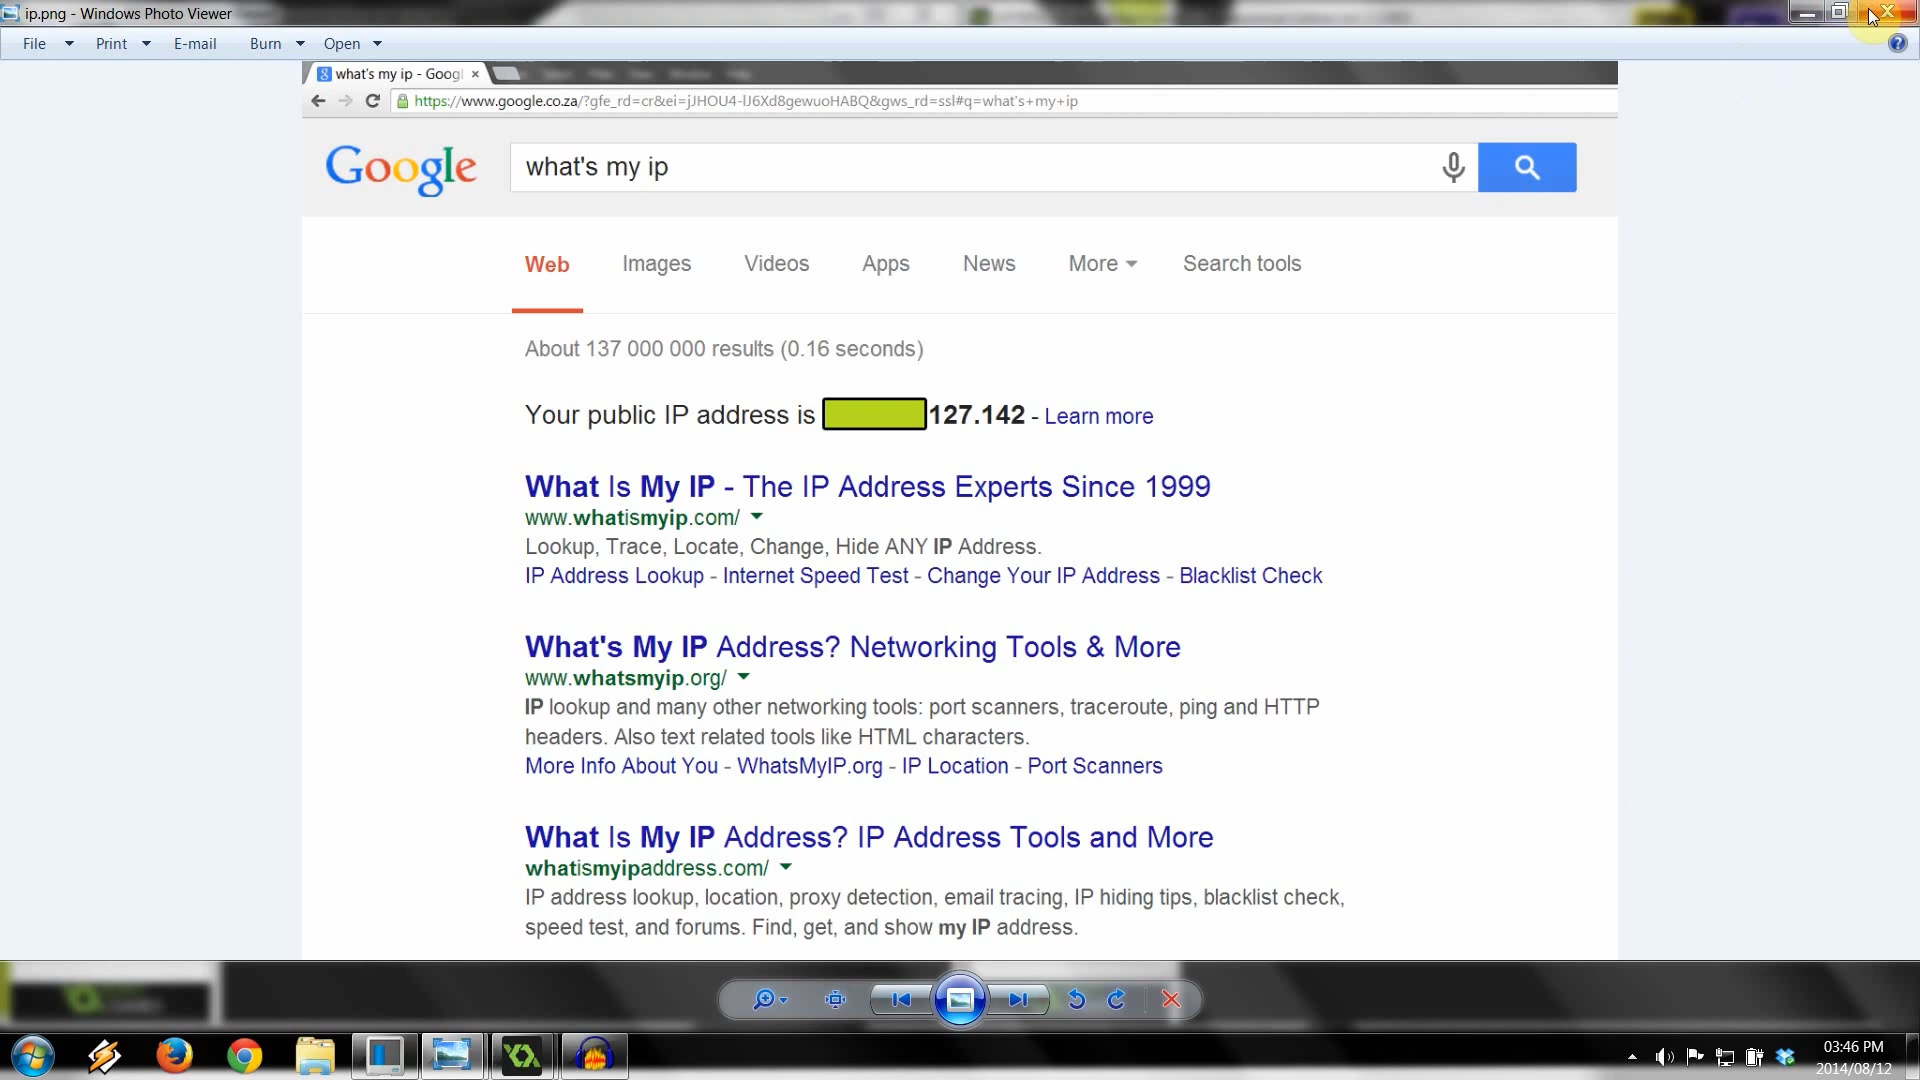 ip.png - Windows Photo Viewer
File Print E-mail Burn Open
what's my ip - Googl
https://www.google.co.za/?gfe_rd=cr&ei=jJHOU4-lJ6Xd8gewuoHABQ&gws_rd=ssl#q=what's+my+ip
Google what's my ip
Web Images Videos Apps News More Search tools
About 137 000 000 results (0.16 seconds)
Your public IP address is 127.142 - Learn more
What Is My IP - The IP Address Experts Since 1999
www.whatismyip.com/
Lookup, Trace, Locate, Change, Hide ANY IP Address.
IP Address Lookup - Internet Speed Test - Change Your IP Address - Blacklist Check
What's My IP Address? Networking Tools & More
www.whatsmyip.org/
IP lookup and many other networking tools: port scanners, traceroute, ping and HTTP
headers. Also text related tools like HTML characters.
More Info About You - WhatsMyIP.org - IP Location - Port Scanners
What Is My IP Address? IP Address Tools and More
whatismyipaddress.com/
IP address lookup, location, proxy detection, email tracing, IP hiding tips, blacklist check,
speed test, and forums. Find, get, and show my IP address.
03:46 PM
2014/08/12